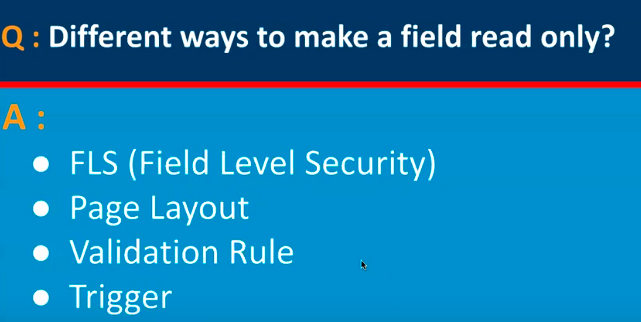 Q : Different ways to make a field read only?
A :
● FLS (Field Level Security)
● Page Layout
● Validation Rule
● Trigger